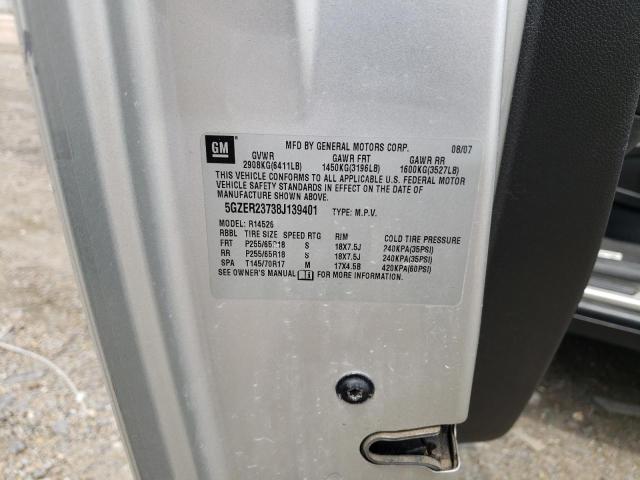 GM MFD BY GENERAL MOTORS CORP. 08/07
GVWR GAWR FRT GAWR RR
2908KG(6411LB) 1450KG(3196LB) 1600KG(3527LB)
THIS VEHICLE CONFORMS TO ALL APPLICABLE U.S. FEDERAL MOTOR
VEHICLE SAFETY STANDARDS IN EFFECT ON THE DATE OF
MANUFACTURE SHOWN ABOVE.
5GZER23738J139401 TYPE: M.P.V.
MODEL: R14526
RBBL TIRE SIZE SPEED RTG RIM COLD TIRE PRESSURE
FRT P255/65R18 S 18X7.5J 240KPA(35PSI)
RR P255/65R18 S 18X7.5J 240KPA(35PSI)
SPA T145/70R17 M 17X4.5B 420KPA(60PSI)
SEE OWNER'S MANUAL i FOR MORE INFORMATION.